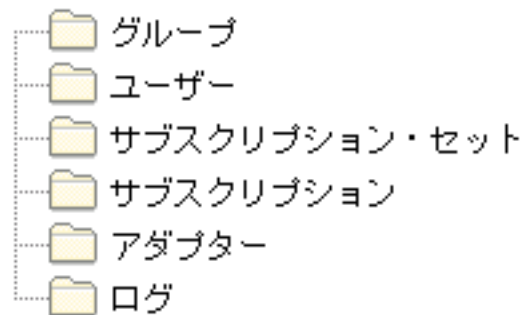 グループ
ユーザー
サブスクリプション・セット
サブスクリプション
アダプター
ログ